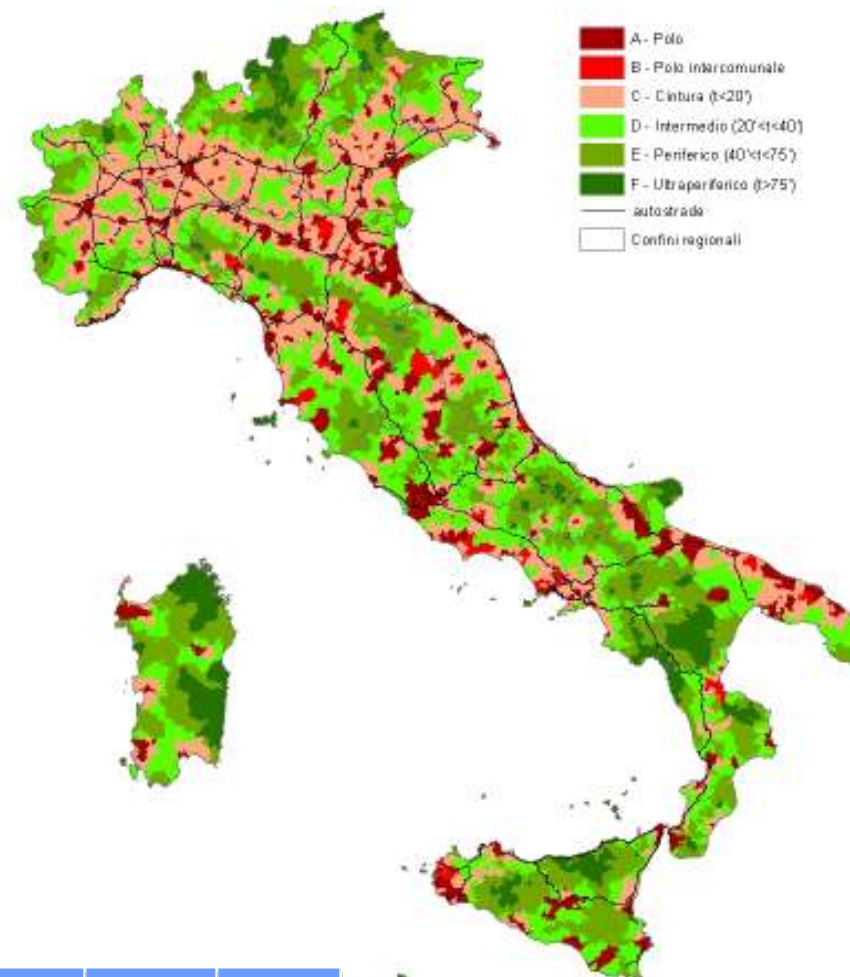 A - Polo
B - Polo intercomunale
C - Cintura (t<20')
D - Intermedio (20'<t<40')
E - Periferico (40'<t<75')
F - Ultraperiferico (t>75')
autostrade
Confini regionali